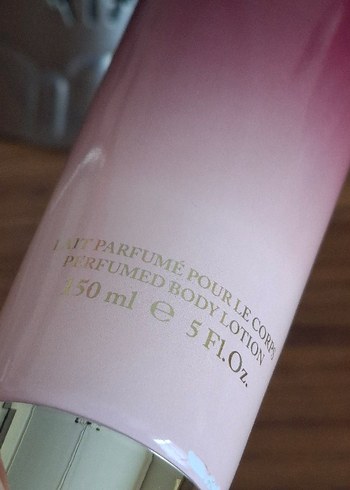 LAIT PARFUMÉ POUR LE CORPS
PERFUMED BODY LOTION
150 ml ℮ 5 Fl.Oz.